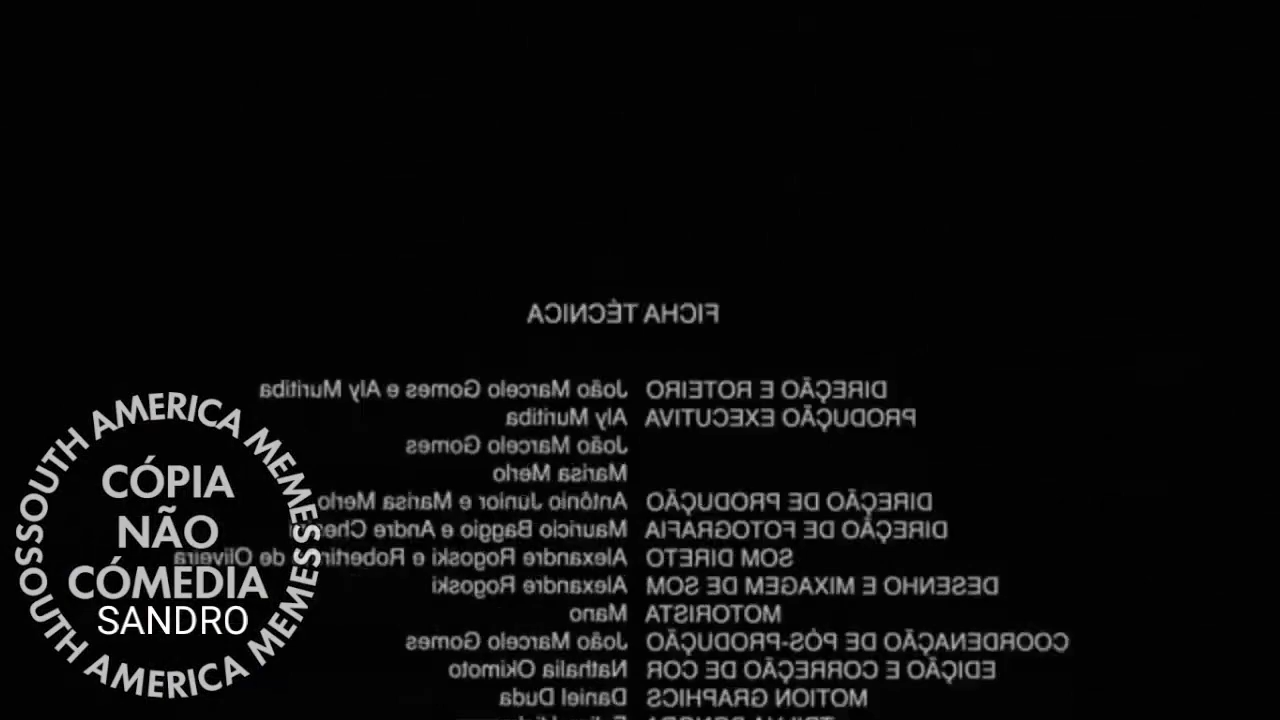 FICHA TÉCNICA
DIREÇÃO E ROTEIRO João Marcelo Gomes e Aly Muritiba
PRODUÇÃO EXECUTIVA Aly Muritiba
João Marcelo Gomes
Marisa Merlo
DIREÇÃO DE PRODUÇÃO Antônio Junior e Marisa Merlo
DIREÇÃO DE FOTOGRAFIA Mauricio Baggio e Andre
SOM DIRETO Alexandre Rogoski e Robertinho de Oliveira
DESENHO E MIXAGEM DE SOM Alexandre Rogoski
MOTORISTA Mano
COORDENAÇÃO DE PÓS-PRODUÇÃO João Marcelo Gomes
EDIÇÃO E CORREÇÃO DE COR Nathalia Okimoto
MOTION GRAPHICS Daniel Duda
SOUTH AMERICA MEMES
CÓPIA
NÃO
CÓMEDIA
SANDRO
SOUTH AMERICA MEMES